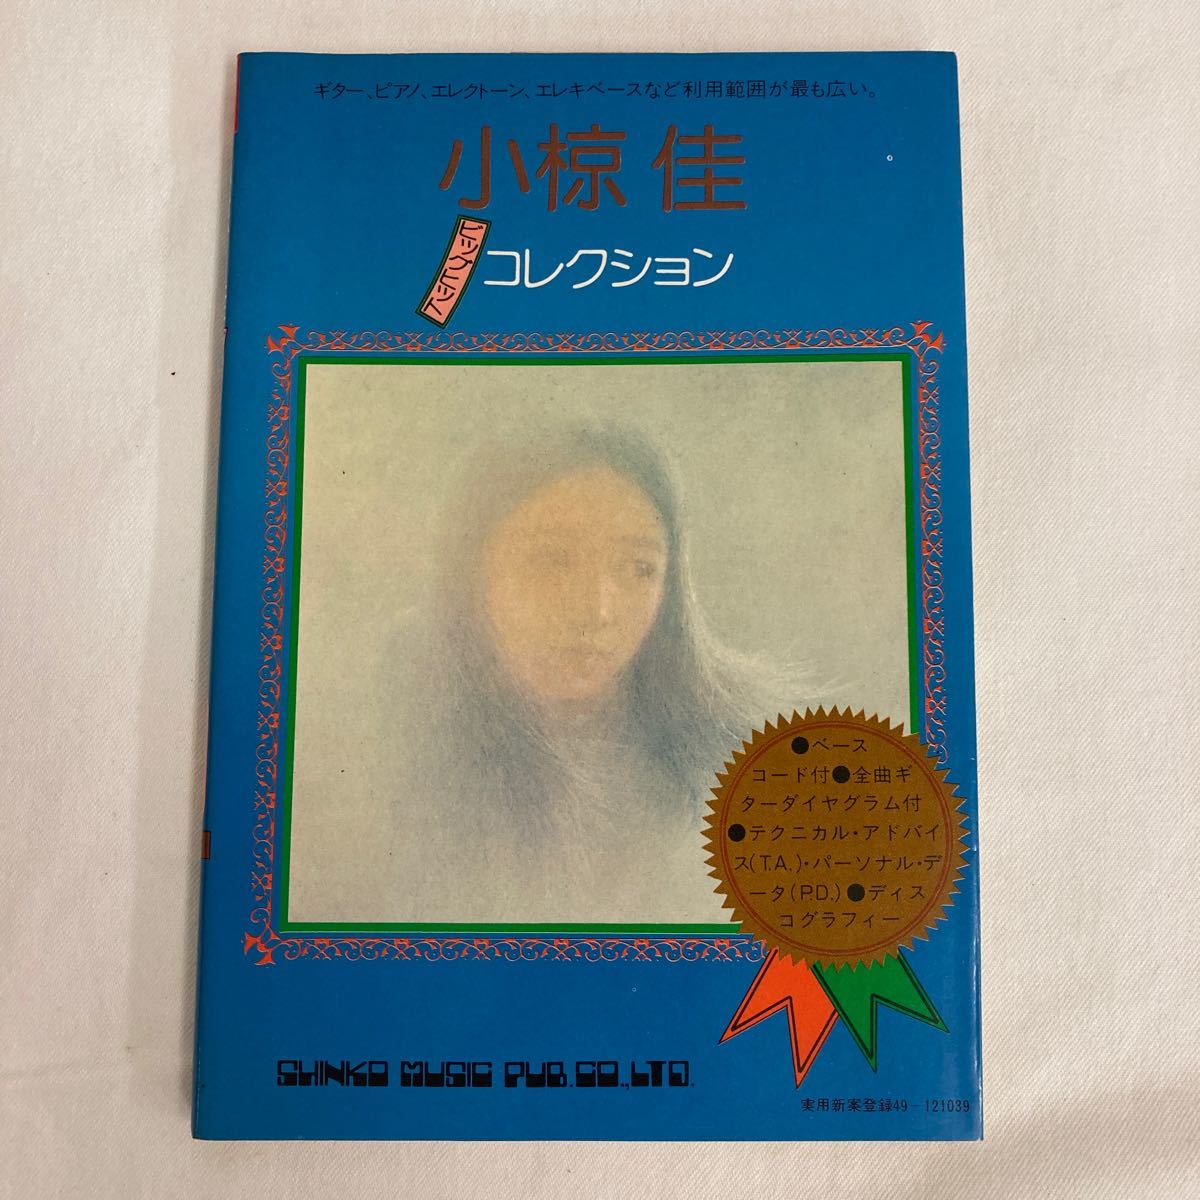 ギター、ピアノ、エレクトーン、エレキベースなど利用範囲が最も広い。
小椋 佳
ビッグヒット
コレクション
●ベース
コード付●全曲ギ
ターダイヤグラム付
●テクニカル・アドバイ
ス(T.A.)・パーソナル・デ
ータ(P.D.)●ディス
コグラフィー
SHINKO MUSIC PUB. CO., LTD.
実用新案登録49-121039